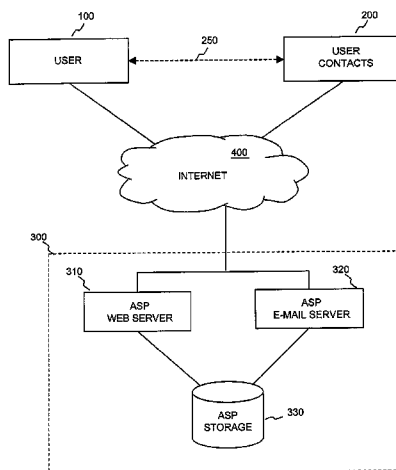 100
200
USER
250
USER
CONTACTS
400
INTERNET
300
310
320
ASP
WEB SERVER
ASP
E-MAIL SERVER
ASP
STORAGE
330